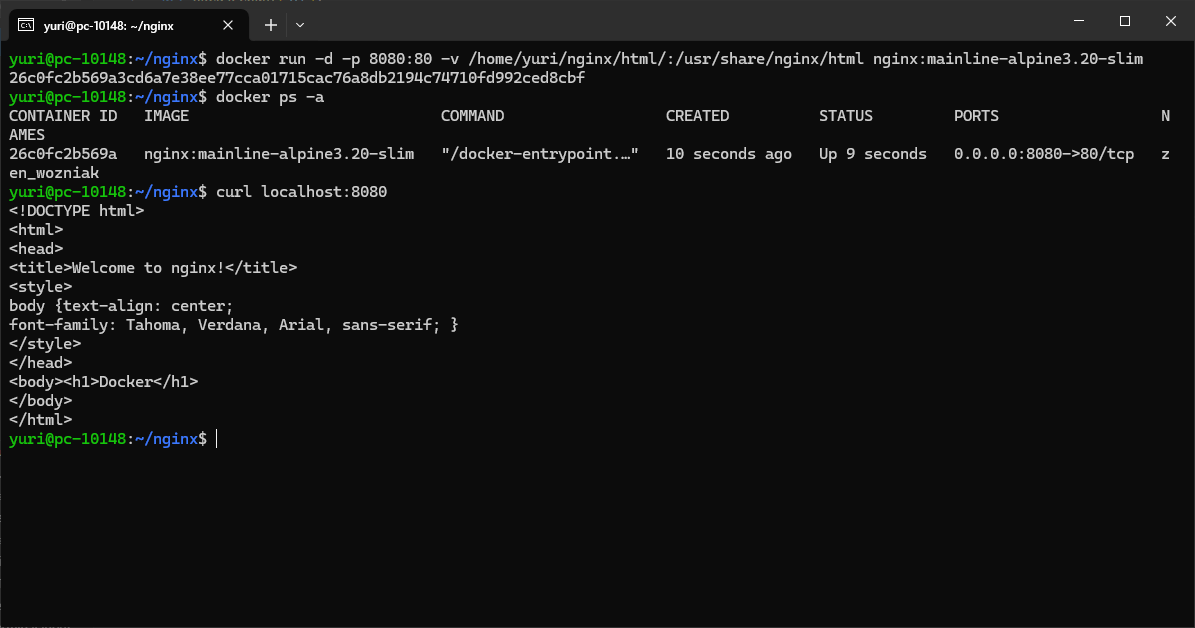 yuri@pc-10148: ~/nginx
yuri@pc-10148:~/nginx$ docker run -d -p 8080:80 -v /home/yuri/nginx/html/:/usr/share/nginx/html nginx:mainline-alpine3.20-slim
26c0fc2b569a3cd6a7e38ee77cca01715cac76a8db2194c74710fd992ced8cbf
yuri@pc-10148:~/nginx$ docker ps -a
CONTAINER ID   IMAGE                            COMMAND                  CREATED          STATUS         PORTS                  N
AMES
26c0fc2b569a   nginx:mainline-alpine3.20-slim   "/docker-entrypoint.…"   10 seconds ago   Up 9 seconds   0.0.0.0:8080->80/tcp   z
en_wozniak
yuri@pc-10148:~/nginx$ curl localhost:8080
<!DOCTYPE html>
<html>
<head>
<title>Welcome to nginx!</title>
<style>
body {text-align: center;
font-family: Tahoma, Verdana, Arial, sans-serif; }
</style>
</head>
<body><h1>Docker</h1>
</body>
</html>
yuri@pc-10148:~/nginx$